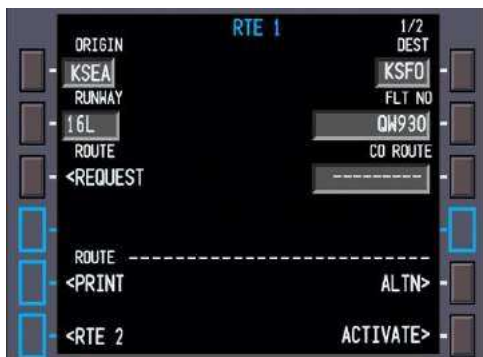 RTE 1 1/2
ORIGIN DEST
KSEA KSFO
RUNWAY FLT NO
16L QW930
ROUTE CO ROUTE
<REQUEST ----------
ROUTE ------------------------
<PRINT ALTN>
<RTE 2 ACTIVATE>